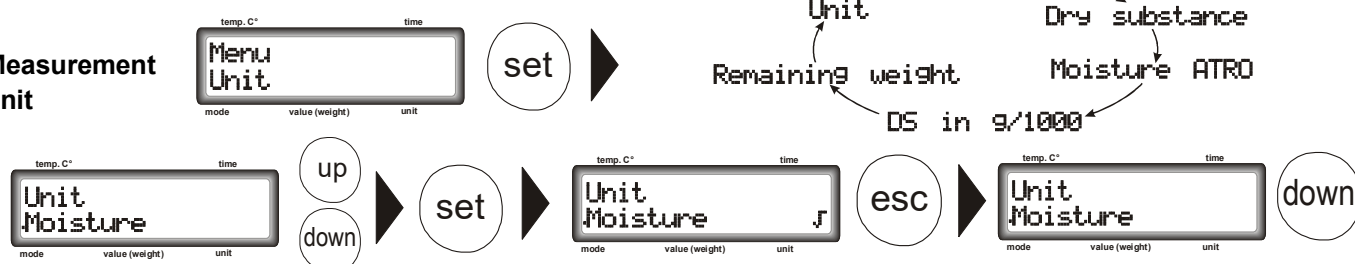 temp. C° time
Menu
Unit
mode value (weight) unit
set
Unit
Dry substance
Remaining weight
Moisture ATRO
DS in g/1000
temp. C° time
Unit
.Moisture
mode value (weight) unit
up
down
set
temp. C° time
Unit
.Moisture
mode value (weight) unit
esc
temp. C° time
Unit
.Moisture
mode value (weight) unit
down